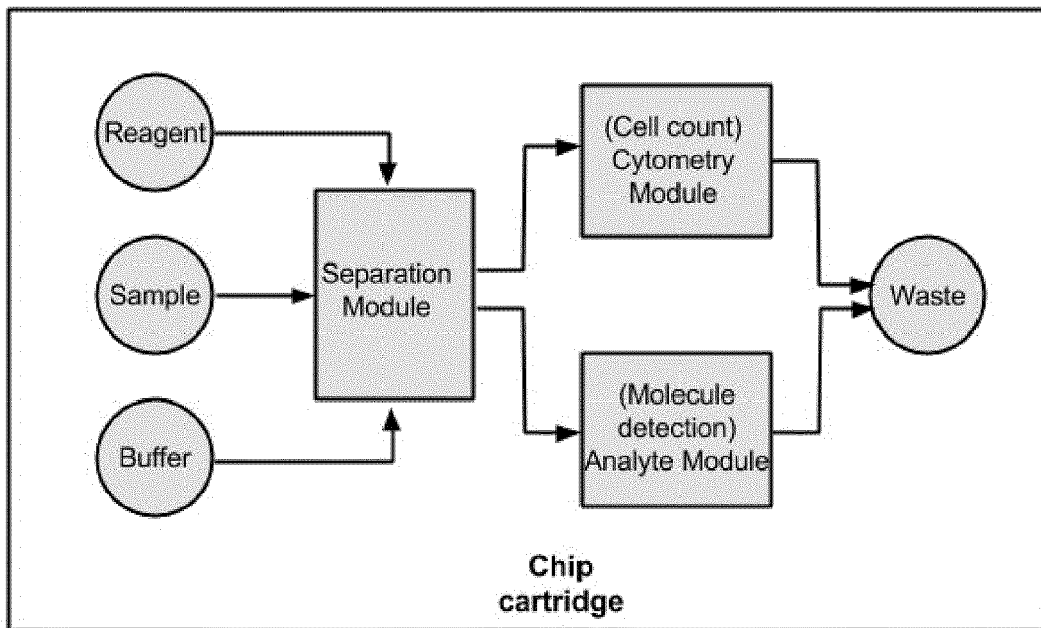 Reagent
Sample
Buffer
Separation
Module
(Cell count)
Cytometry
Module
(Molecule
detection)
Analyte Module
Waste
Chip
cartridge